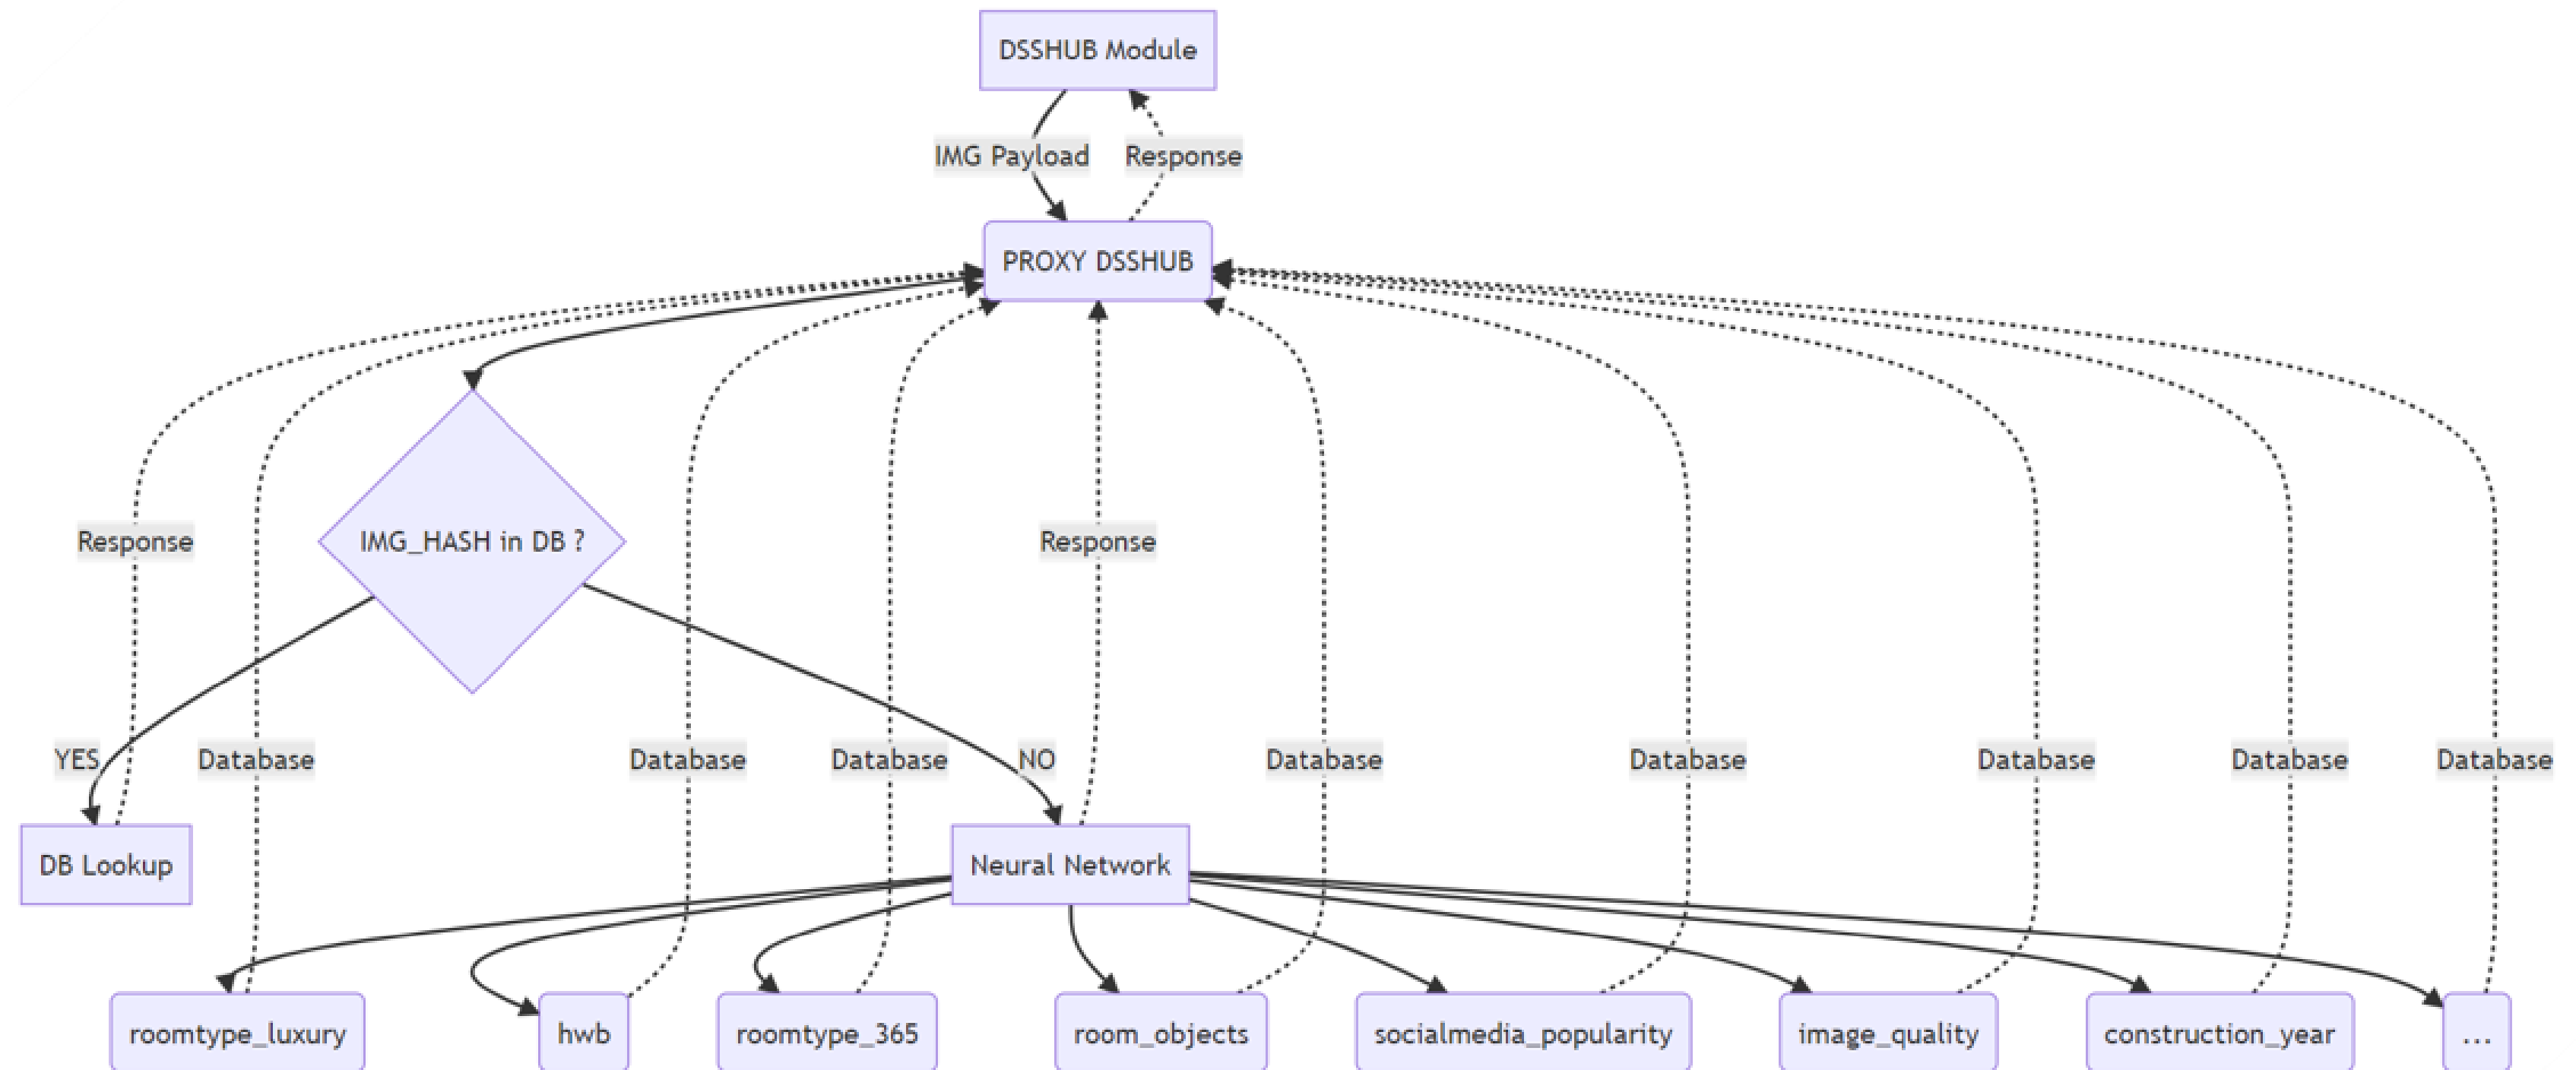 DSSHUB Module
IMG Payload
Response
PROXY DSSHUB
Response
IMG_HASH in DB ?
Response
YES
Database
Database
Database
NO
Database
Database
Database
Database
Database
DB Lookup
Neural Network
roomtype_luxury
hwb
roomtype_365
room_objects
socialmedia_popularity
image_quality
construction_year
...